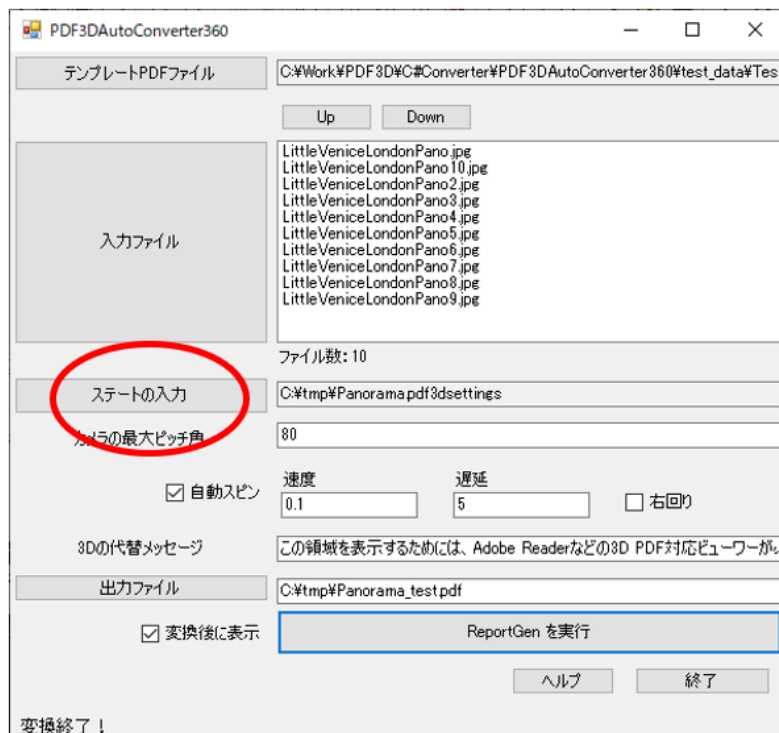 PDF3DAutoConverter360
テンプレートPDFファイル
C:¥Work¥PDF3D¥C#Converter¥PDF3DAutoConverter360¥test_data¥Tes
Up Down
入力ファイル
LittleVeniceLondonPano.jpg
LittleVeniceLondonPano10.jpg
LittleVeniceLondonPano2.jpg
LittleVeniceLondonPano3.jpg
LittleVeniceLondonPano4.jpg
LittleVeniceLondonPano5.jpg
LittleVeniceLondonPano6.jpg
LittleVeniceLondonPano7.jpg
LittleVeniceLondonPano8.jpg
LittleVeniceLondonPano9.jpg
ファイル数: 10
ステートの入力 C:¥tmp¥Panorama.pdf3dsettings
カメラの最大ピッチ角 80
速度 遅延
自動スピン 0.1 5 右回り
3Dの代替メッセージ この領域を表示するためには、Adobe Readerなどの3D PDF対応ビューワーが
出力ファイル C:¥tmp¥Panorama_test.pdf
変換後に表示 ReportGen を実行
ヘルプ 終了
変換終了！